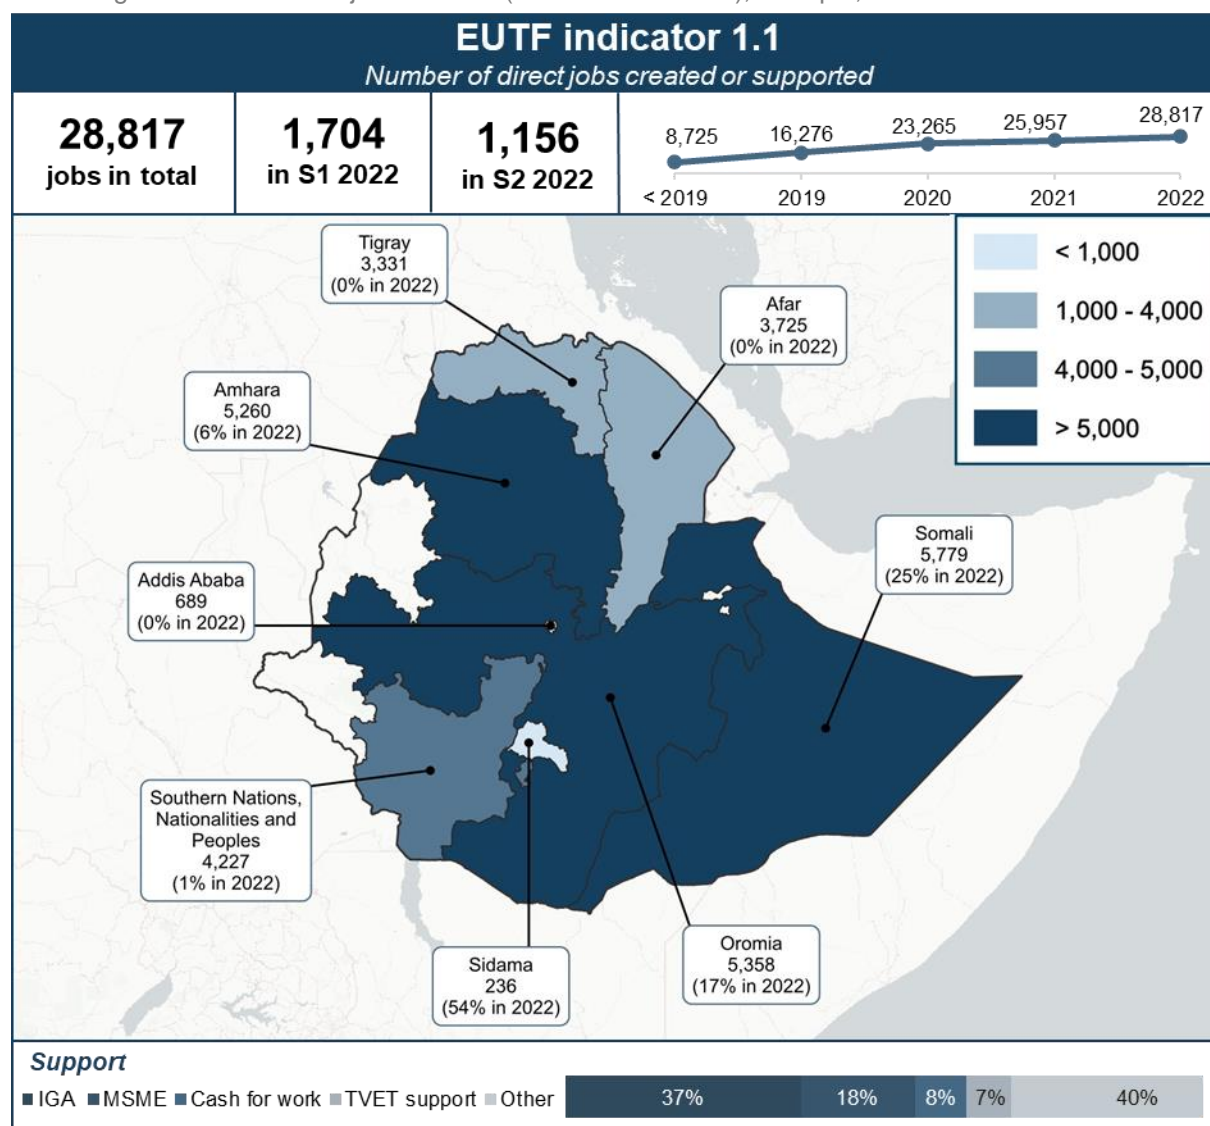 EUTF indicator 1.1
Number of direct jobs created or supported
28,817
jobs in total
1,704
in S1 2022
1,156
in S2 2022
8,725
16,276
23,265
25,957
28,817
< 2019
2019
2020
2021
2022
< 1,000
1,000 - 4,000
4,000 - 5,000
> 5,000
Tigray
3,331
(0% in 2022)
Afar
3,725
(0% in 2022)
Amhara
5,260
(6% in 2022)
Somali
5,779
(25% in 2022)
Addis Ababa
689
(0% in 2022)
Southern Nations,
Nationalities and
Peoples
4,227
(1% in 2022)
Oromia
5,358
(17% in 2022)
Sidama
236
(54% in 2022)
Support
IGA MSME Cash for work TVET support Other
37% 18% 8% 7% 40%